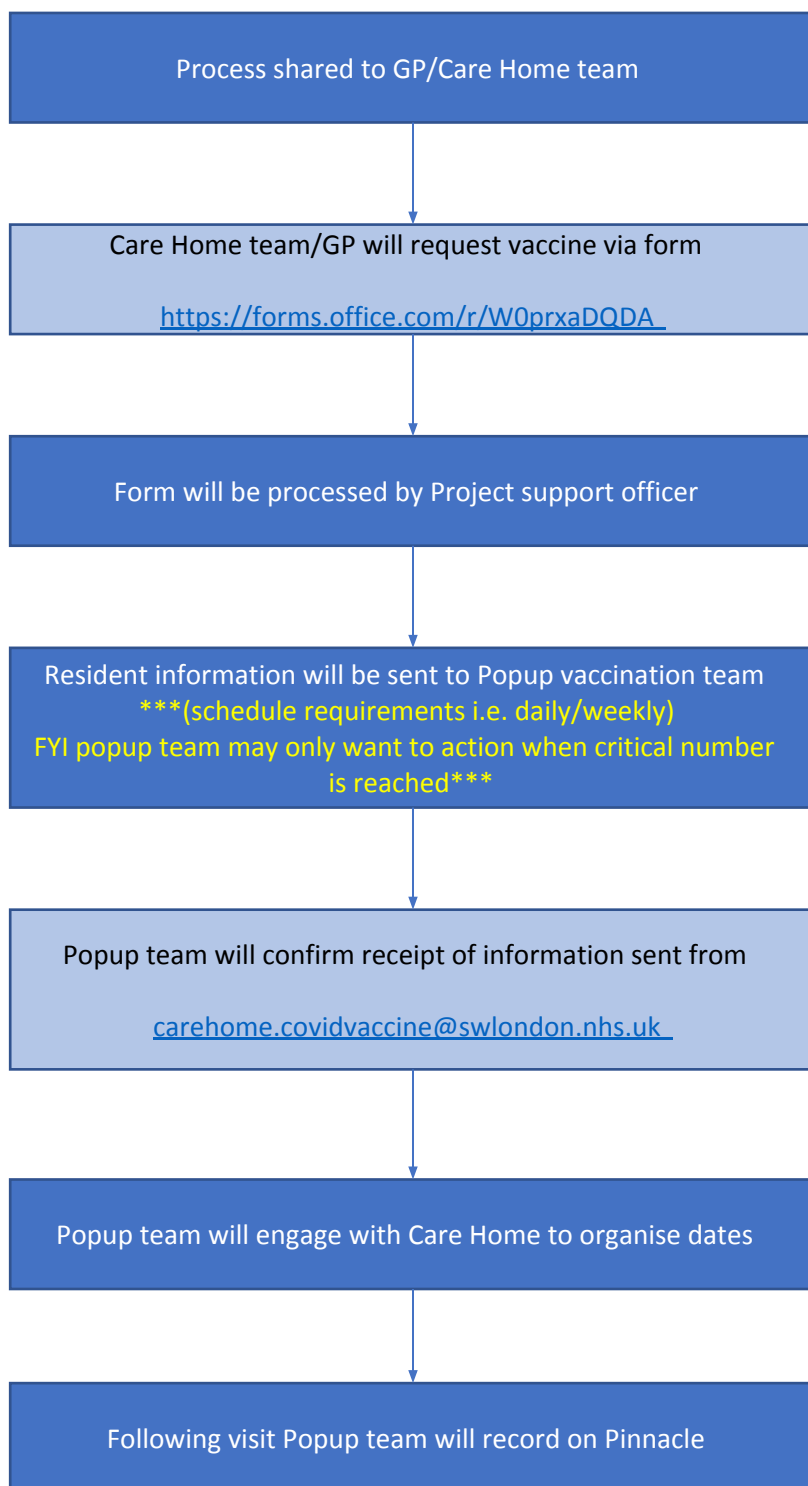 Process shared to GP/Care Home team
Care Home team/GP will request vaccine via form
https://forms.office.com/r/W0prxaDQDA
Form will be processed by Project support officer
Resident information will be sent to Popup vaccination team
***(schedule requirements i.e. daily/weekly)
FYI popup team may only want to action when critical number
is reached***
Popup team will confirm receipt of information sent from
carehome.covidvaccine@swlondon.nhs.uk
Popup team will engage with Care Home to organise dates
Following visit Popup team will record on Pinnacle